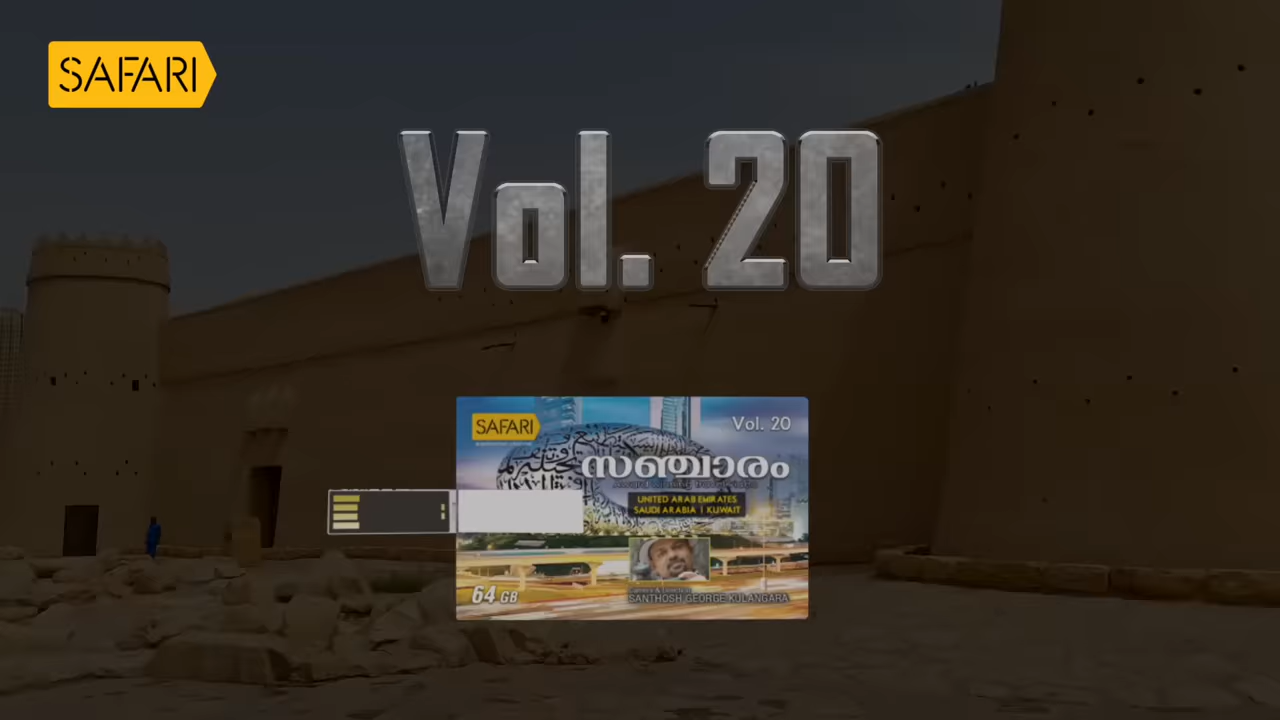 SAFARI
Vol. 20
SAFARI
Vol. 20
സഞ്ചാരം
UNITED ARAB EMIRATES
SAUDI ARABIA | KUWAIT
64 GB
SANTHOSH GEORGE KULANGARA